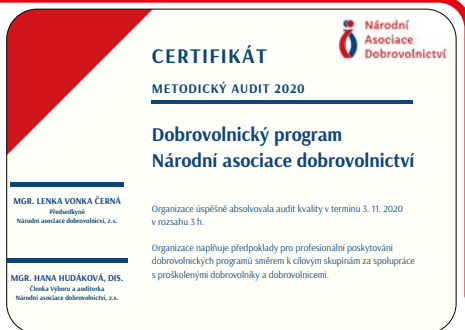 Národní
Asociace
Dobrovolnictví
CERTIFIKÁT
METODICKÝ AUDIT 2020
Dobrovolnický program
Národní asociace dobrovolnictví
MGR. LENKA VONKA ČERNÁ
Předsedkyně
Národní asociace dobrovolnictví, z.s.
Organizace úspěšně absolvovala audit kvality v termínu 3. 11. 2020
v rozsahu 3 h.
Organizace naplňuje předpoklady pro profesionální poskytování
dobrovolnických programů směrem k cílovým skupinám za spolupráce
s proškolenými dobrovolníky a dobrovolnicemi.
MGR. HANA HUDÁKOVÁ, DIS.
Členka Výboru a auditorka
Národní asociace dobrovolnictví, z.s.